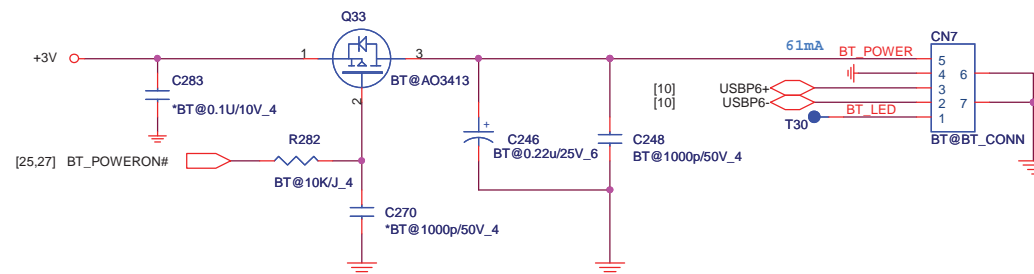 Q33
+3V
1
3
BT@AO3413
2
C283
*BT@0.1U/10V_4
[25,27] BT_POWERON#
R282
BT@10K/J_4
C270
*BT@1000p/50V_4
+
C246
BT@0.22u/25V_6
C248
BT@1000p/50V_4
61mA
BT_POWER
CN7
[10]
USBP6+
[10]
USBP6-
T30
BT_LED
5
4
6
3
2
7
1
BT@BT_CONN